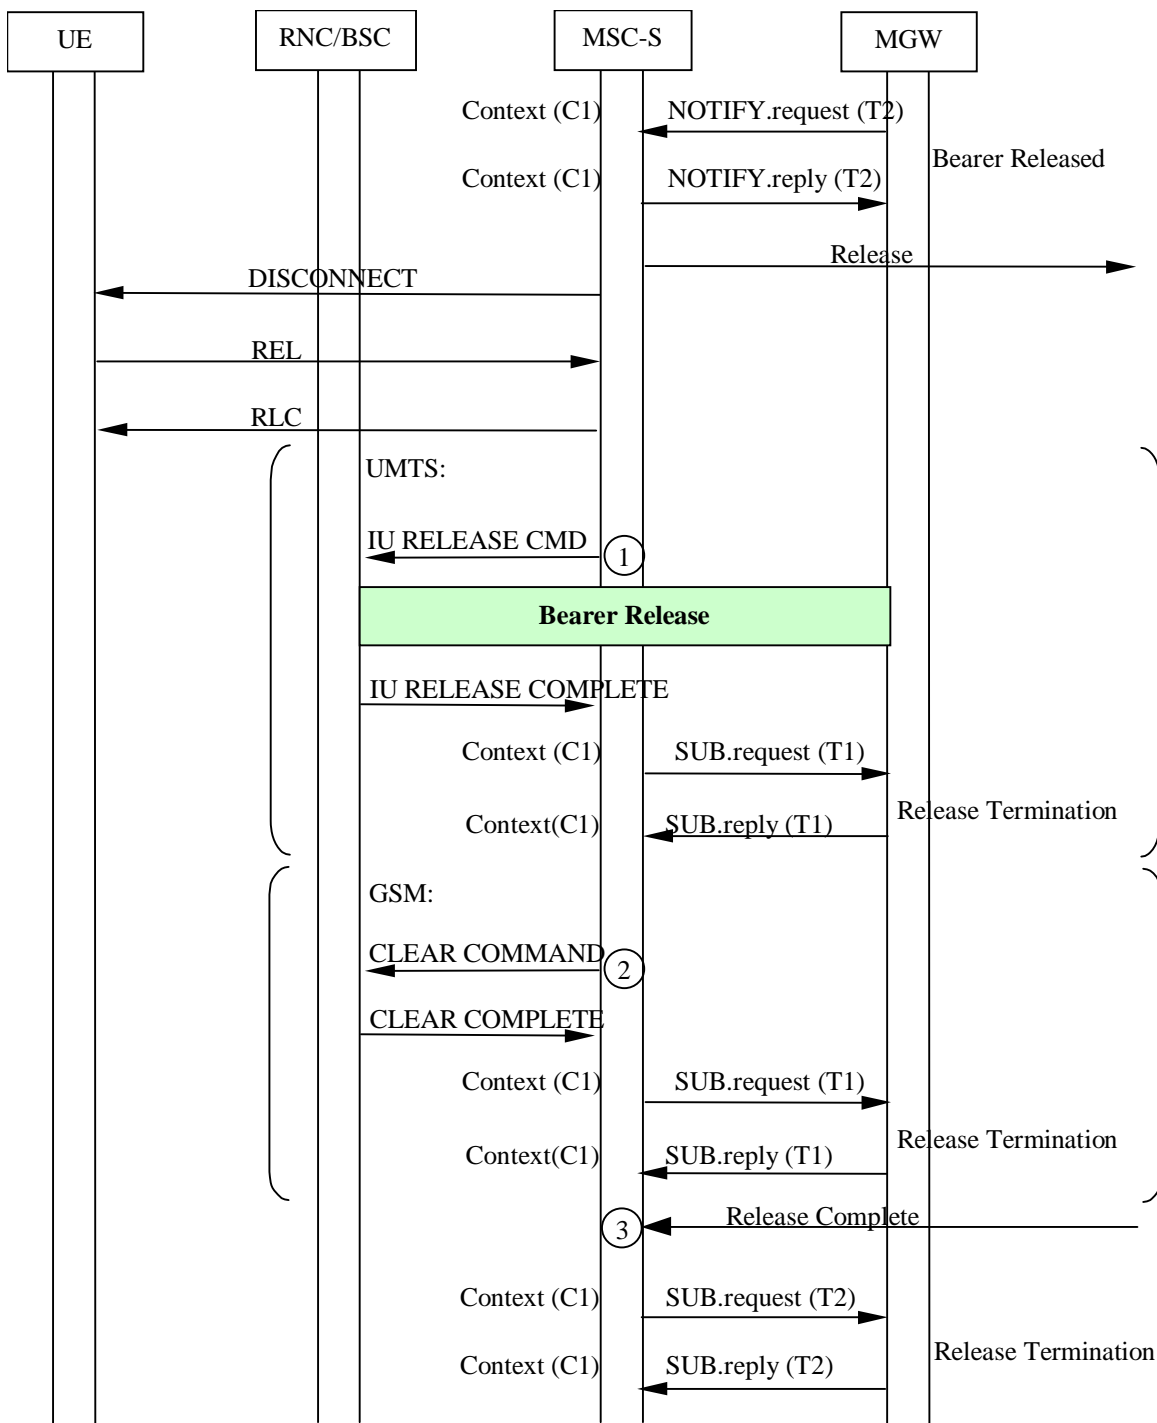 UE
RNC/BSC
MSC-S
MGW
Context (C1)
NOTIFY.request (T2)
Bearer Released
Context (C1)
NOTIFY.reply (T2)
Release
DISCONNECT
REL
RLC
UMTS:
IU RELEASE CMD
1
Bearer Release
IU RELEASE COMPLETE
Context (C1)
SUB.request (T1)
Release Termination
Context(C1)
SUB.reply (T1)
GSM:
CLEAR COMMAND
2
CLEAR COMPLETE
Context (C1)
SUB.request (T1)
Release Termination
Context(C1)
SUB.reply (T1)
3
Release Complete
Context (C1)
SUB.request (T2)
Release Termination
Context (C1)
SUB.reply (T2)